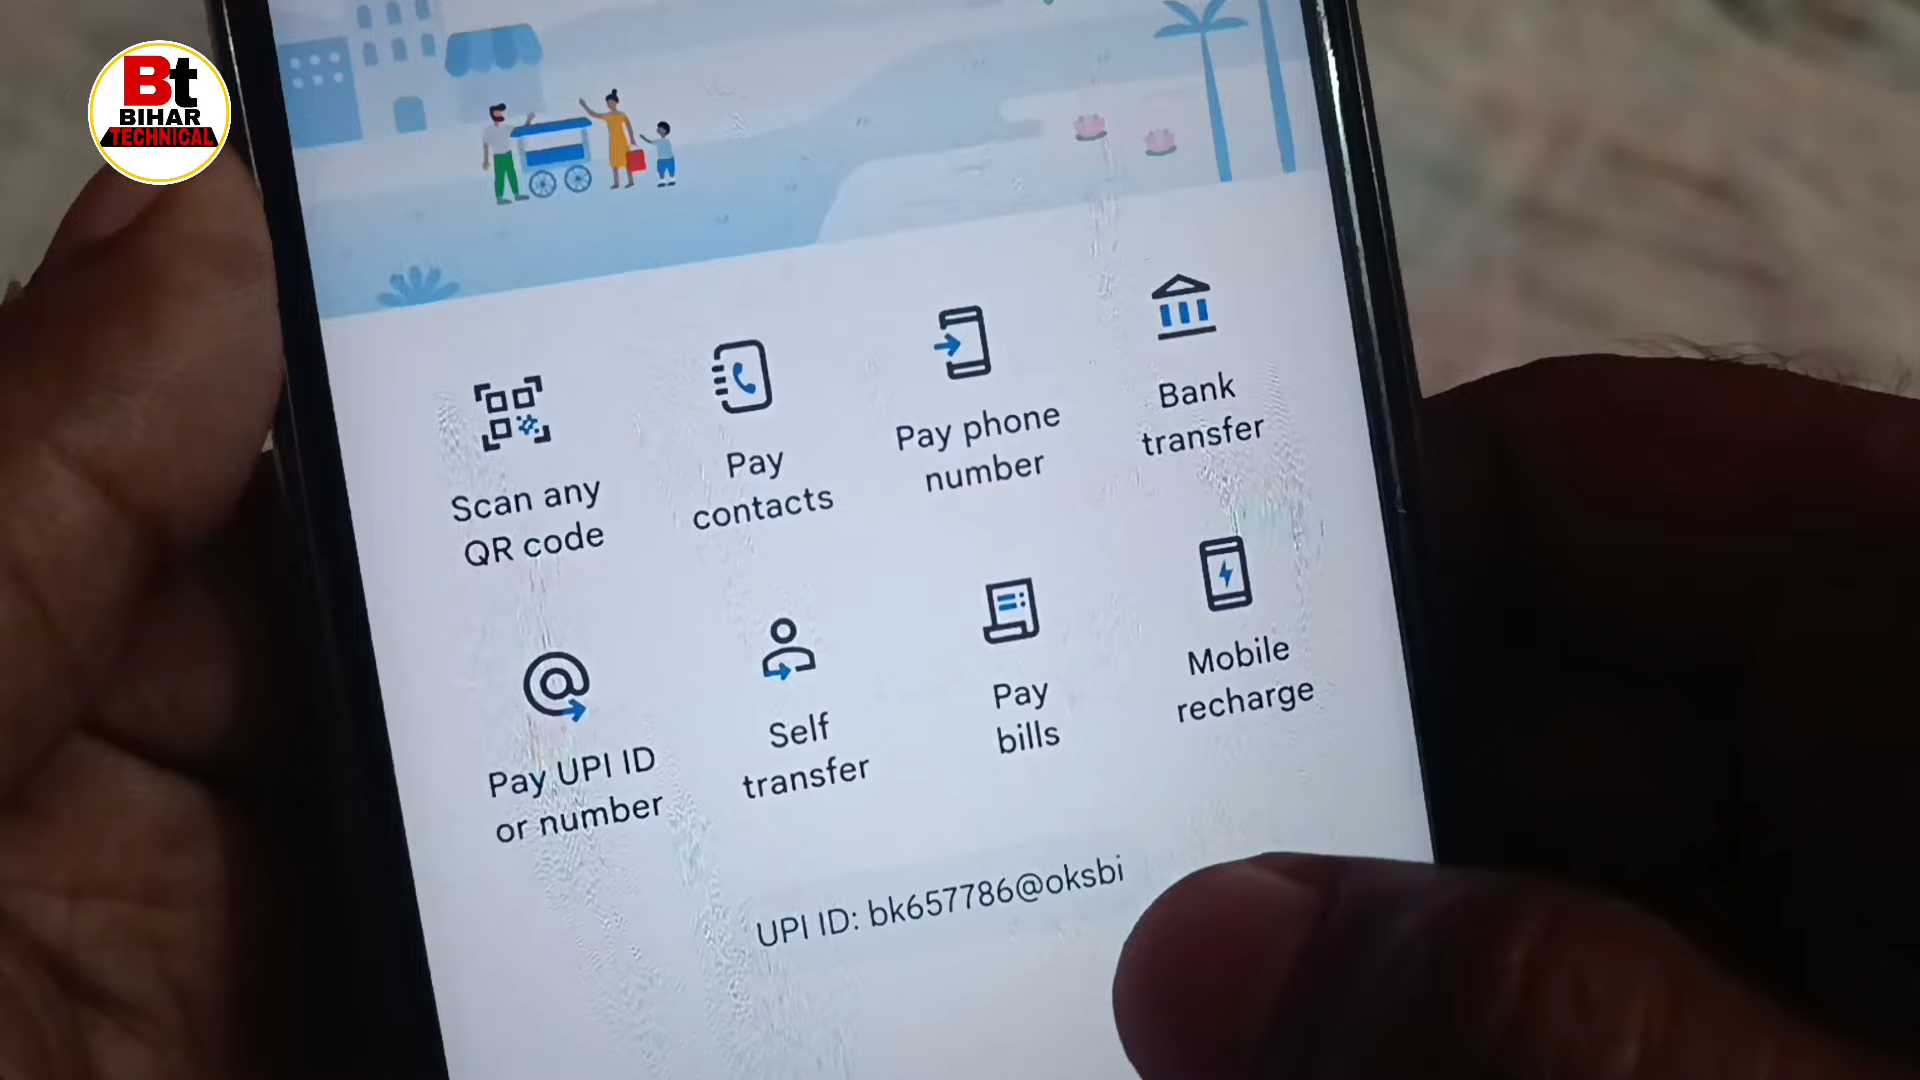 Bt
BIHAR
TECHNICAL
Scan any
QR code
Pay
contacts
Pay phone
number
Bank
transfer
Pay UPI ID
or number
Self
transfer
Pay
bills
Mobile
recharge
UPI ID: bk657786@oksbi